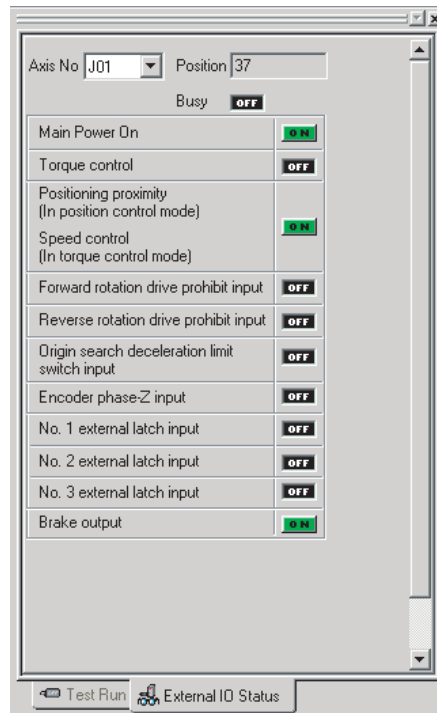 Axis No J01 Position 37
Busy OFF
Main Power On ON
Torque control OFF
Positioning proximity
(In position control mode)
Speed control
(In torque control mode)
ON
Forward rotation drive prohibit input OFF
Reverse rotation drive prohibit input OFF
Origin search deceleration limit
switch input
OFF
Encoder phase-Z input OFF
No. 1 external latch input OFF
No. 2 external latch input OFF
No. 3 external latch input OFF
Brake output ON
Test Run External IO Status